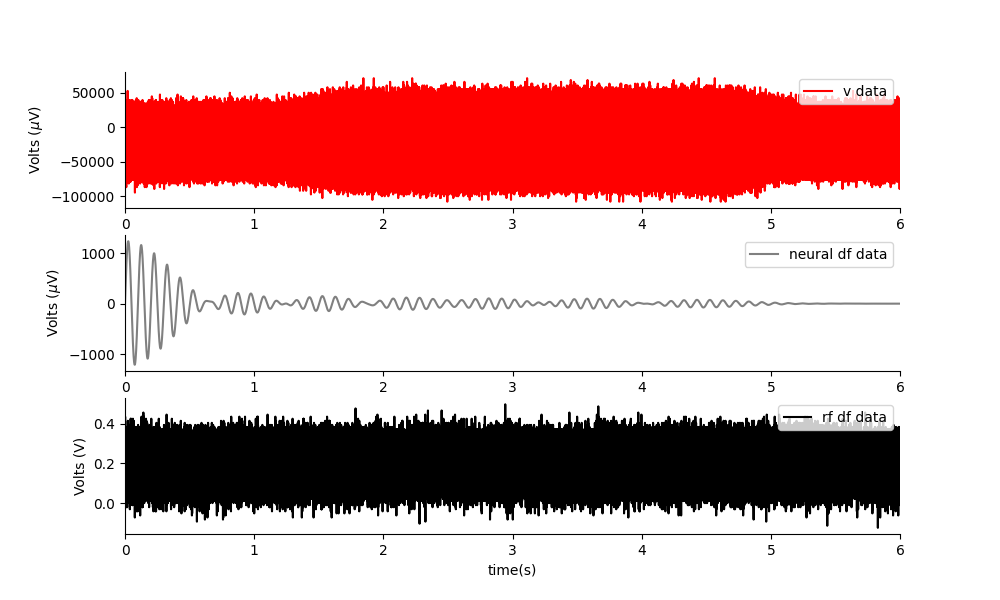 50000
0
−50000
−100000
Volts (μV)
v data
0 1 2 3 4 5 6
1000
0
−1000
Volts (μV)
neural df data
0 1 2 3 4 5 6
0.4
0.2
0.0
Volts (V)
rf df data
0 1 2 3 4 5 6
time(s)